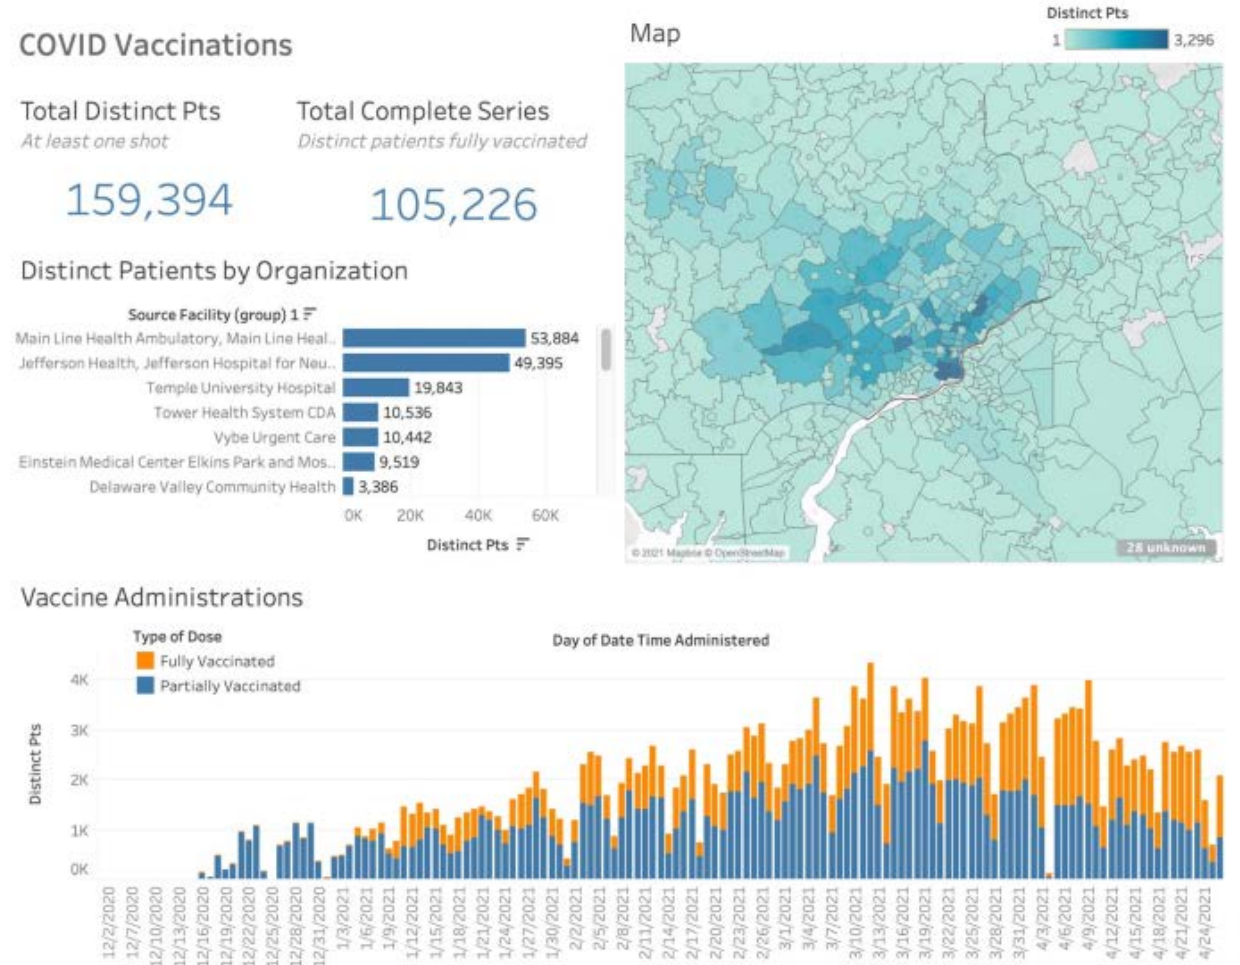 COVID Vaccinations
Total Distinct Pts
At least one shot
159,394
Total Complete Series
Distinct patients fully vaccinated
105,226
Distinct Patients by Organization
Source Facility (group) 1
Main Line Health Ambulatory, Main Line Heal.. 53,884
Jefferson Health, Jefferson Hospital for Neu.. 49,395
Temple University Hospital 19,843
Tower Health System CDA 10,536
Vybe Urgent Care 10,442
Einstein Medical Center Elkins Park and Mos.. 9,519
Delaware Valley Community Health 3,386
0K 20K 40K 60K
Distinct Pts
Map
Distinct Pts
1 3,296
rs
© 2021 Mapbox © OpenStreetMap
28 unknown
Vaccine Administrations
Type of Dose
Fully Vaccinated
Partially Vaccinated
Day of Date Time Administered
Distinct Pts
4K
3K
2K
1K
0K
12/2/2020
12/7/2020
12/10/2020
12/13/2020
12/16/2020
12/19/2020
12/22/2020
12/25/2020
12/28/2020
12/31/2020
1/3/2021
1/6/2021
1/9/2021
1/12/2021
1/15/2021
1/18/2021
1/21/2021
1/24/2021
1/27/2021
1/30/2021
2/2/2021
2/5/2021
2/8/2021
2/11/2021
2/14/2021
2/17/2021
2/20/2021
2/23/2021
2/26/2021
3/1/2021
3/4/2021
3/7/2021
3/10/2021
3/13/2021
3/16/2021
3/19/2021
3/22/2021
3/25/2021
3/28/2021
3/31/2021
4/3/2021
4/6/2021
4/9/2021
4/12/2021
4/15/2021
4/18/2021
4/21/2021
4/24/2021